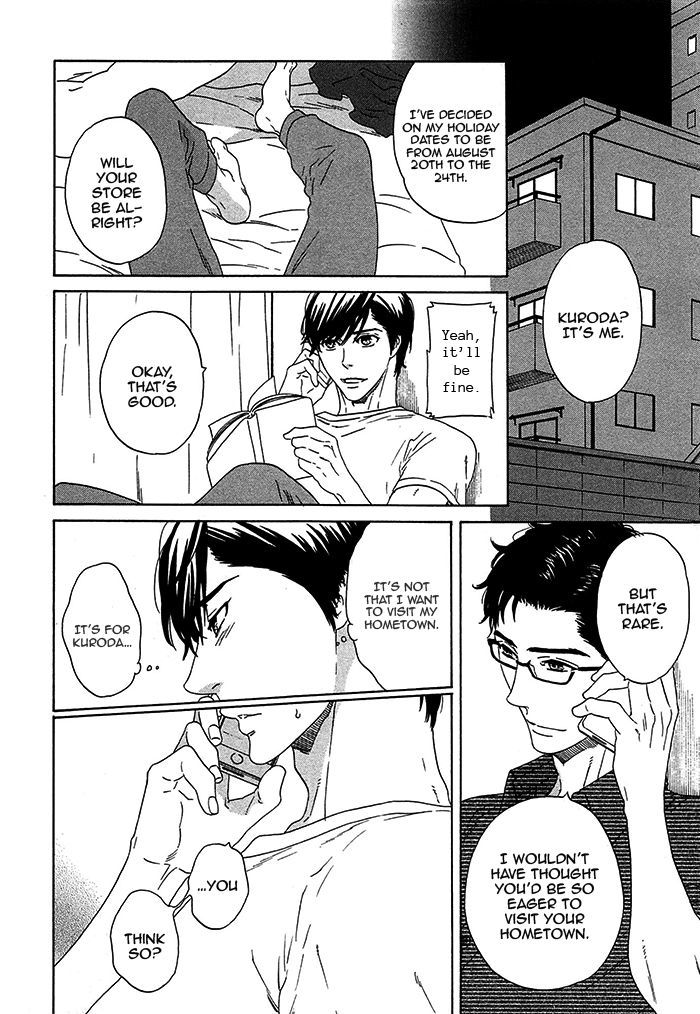 KURODA?
IT'S ME.
I'VE DECIDED
ON MY HOLIDAY
DATES TO BE
FROM AUGUST
20TH TO THE
24TH.
WILL
YOUR
STORE
BE AL-
RIGHT?
Yeah,
it'll
be
fine.
OKAY,
THAT'S
GOOD.
BUT
THAT'S
RARE.
I WOULDN'T
HAVE THOUGHT
YOU'D BE SO
EAGER TO
VISIT YOUR
HOMETOWN.
IT'S NOT
THAT I WANT
TO VISIT MY
HOMETOWN.
IT'S FOR
KURODA...
...YOU
THINK
SO?